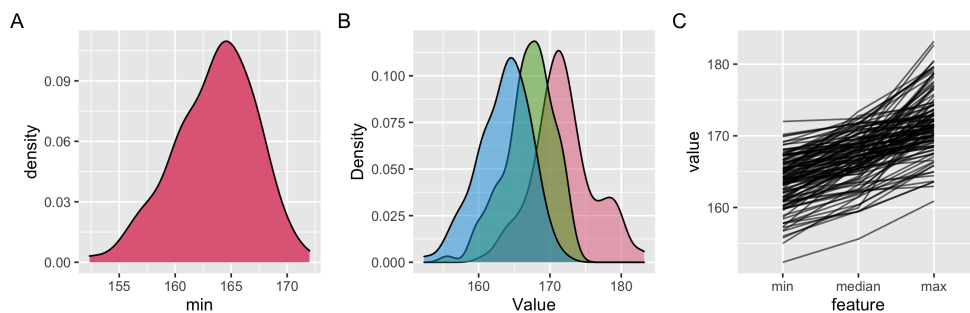 A
density
0.09
0.06
0.03
0.00
155
160
165
170
min
B
Density
0.100
0.075
0.050
0.025
0.000
160
170
180
Value
C
value
180
170
160
min
median
max
feature